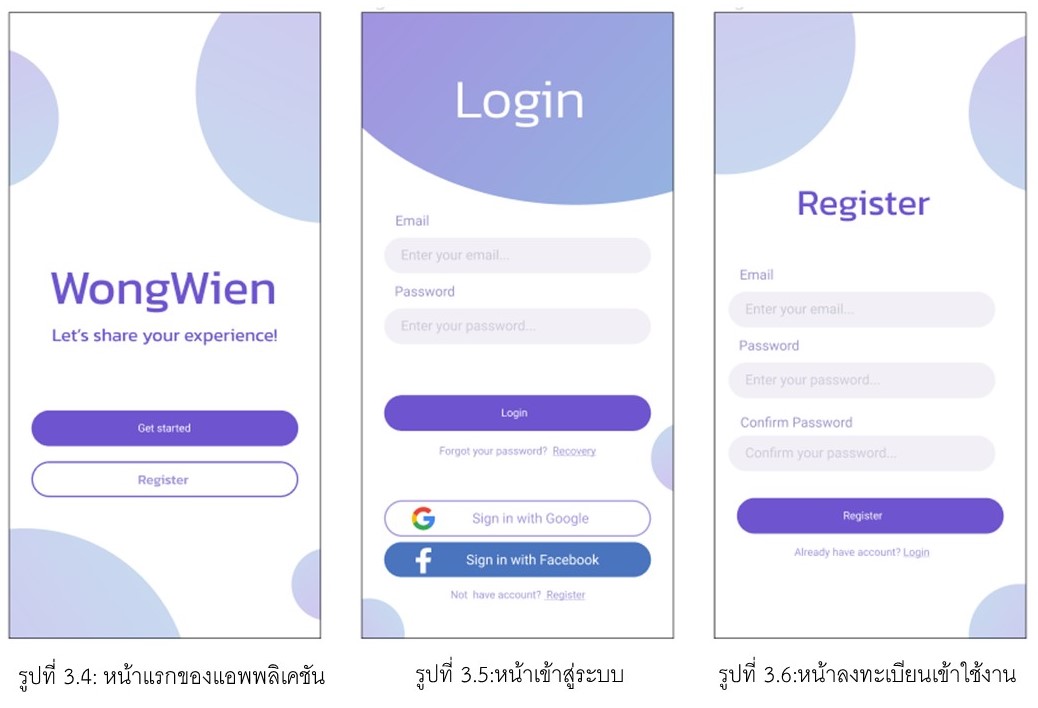 WongWien
Let's share your experience!
Get started
Register
รูปที่ 3.4: หน้าแรกของแอพพลิเคชัน
Login
Email
Enter your email...
Password
Enter your password...
Login
Forgot your password? Recovery
Sign in with Google
Sign in with Facebook
Not have account? Register
รูปที่ 3.5:หน้าเข้าสู่ระบบ
Register
Email
Enter your email...
Password
Enter your password...
Confirm Password
Confirm your password...
Register
Already have account? Login
รูปที่ 3.6:หน้าลงทะเบียนเข้าใช้งาน